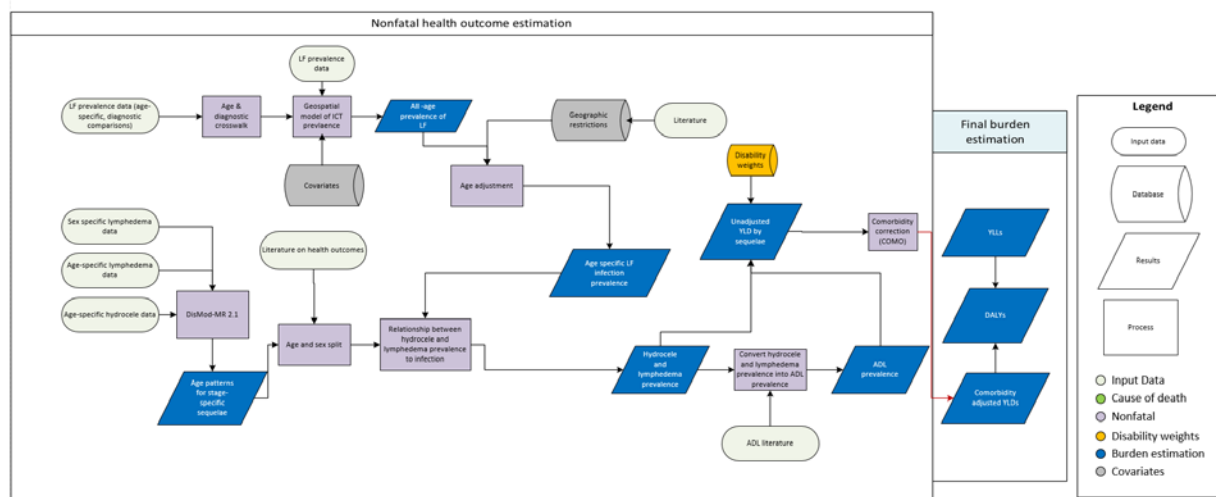 Nonfatal health outcome estimation
LF prevalence
data
LF prevalence data (age-
specific, diagnostic
comparisons)
Age &
diagnostic
crosswalk
Geospatial
model of ICT
prevlaence
All-age
prevalence of
LF
Geographic
restrictions
Literature
Covariates
Age adjustment
Disability
weights
Final burden
estimation
Sex specific lymphedema
data
Literature on health outcomes
Age-specific lymphedema
data
Age-specific hydrocele data
DisMod-MR 2.1
Age specific LF
infection
prevalence
Unadjusted
YLD by
sequelae
Comorbidity
correction
(COMO)
YLLs
DALYs
Age and sex split
Relationship between
hydrocele and
lymphedema prevalence
to infection
Hydrocele
and
lymphedema
prevalence
Convert hydrocele
and lymphedema
prevalence into ADL
prevalence
ADL
prevalence
Age patterns
for stage-
specific
sequelae
Comorbidity
adjusted YLDs
ADL literature
Legend
Input data
Database
Results
Process
Input Data
Cause of death
Nonfatal
Disability weights
Burden estimation
Covariates